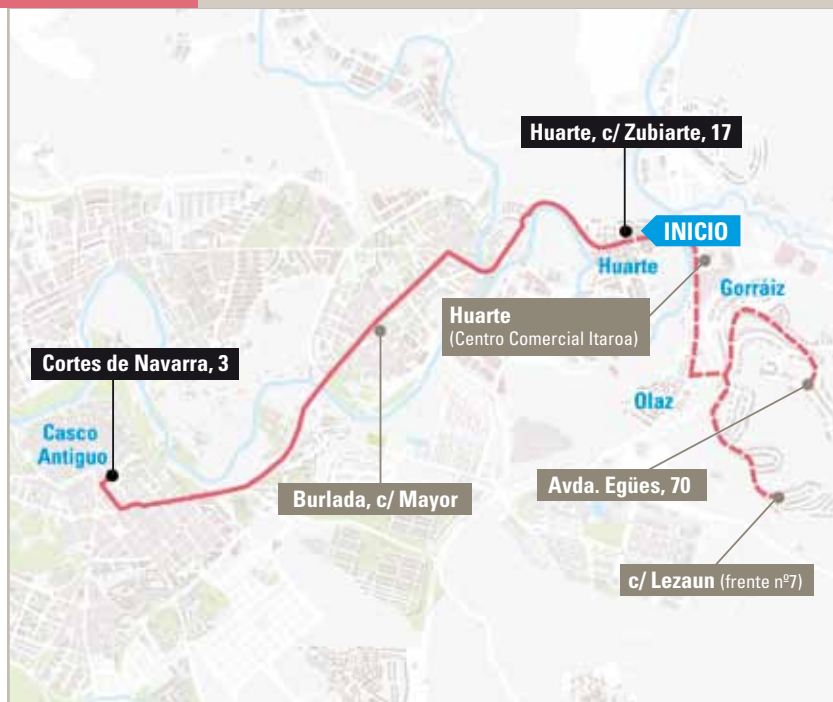 Huarte, c/ Zubiarte, 17
INICIO
Huarte
Gorráiz
Huarte
(Centro Comercial Itaroa)
Cortes de Navarra, 3
Olaz
Casco
Antiguo
Avda. Egües, 70
Burlada, c/ Mayor
c/ Lezaun (frente nº7)